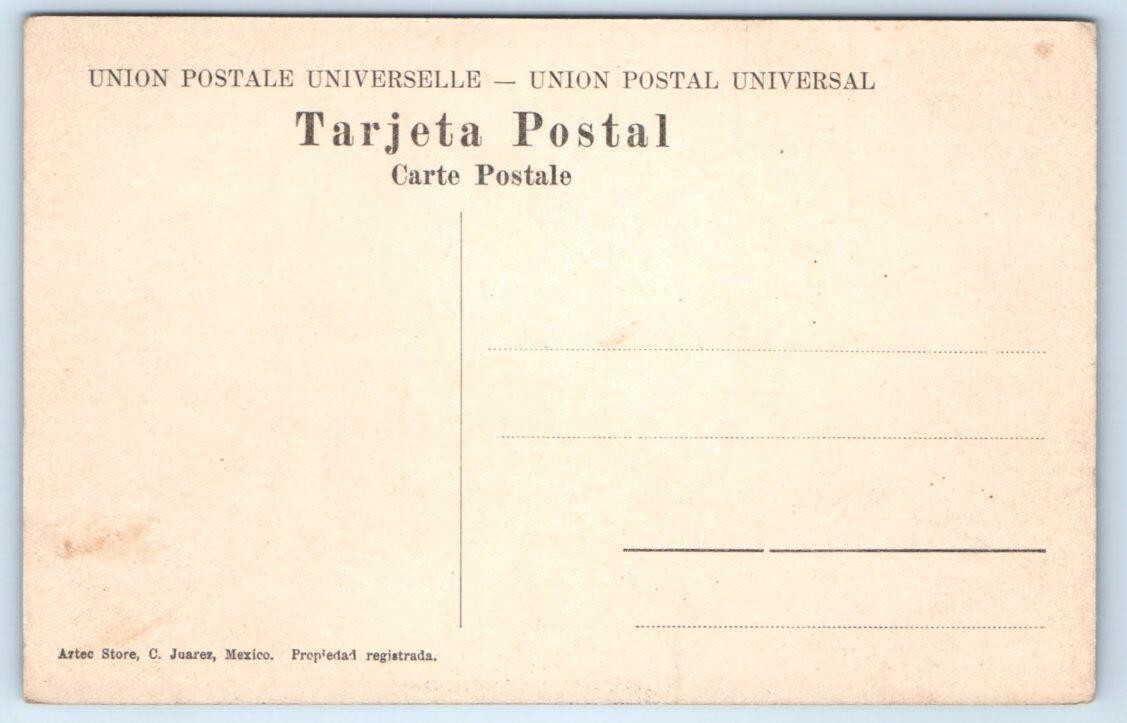 UNION POSTALE UNIVERSELLE — UNION POSTAL UNIVERSAL
Tarjeta Postal
Carte Postale
Aztec Store, C. Juarez, Mexico. Propiedad registrada.